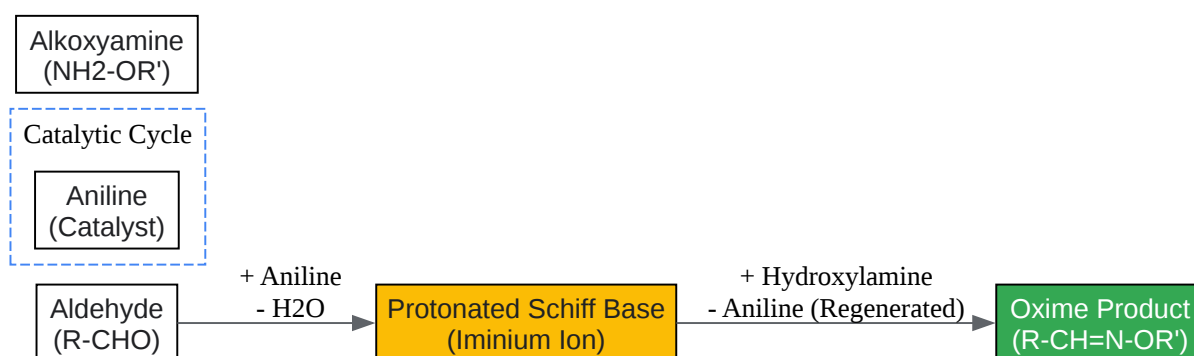 Alkoxyamine
(NH2-OR')
Catalytic Cycle
Aniline
(Catalyst)
Aldehyde
(R-CHO)
+ Aniline
- H2O
Protonated Schiff Base
(Iminium Ion)
+ Hydroxylamine
- Aniline (Regenerated)
Oxime Product
(R-CH=N-OR')